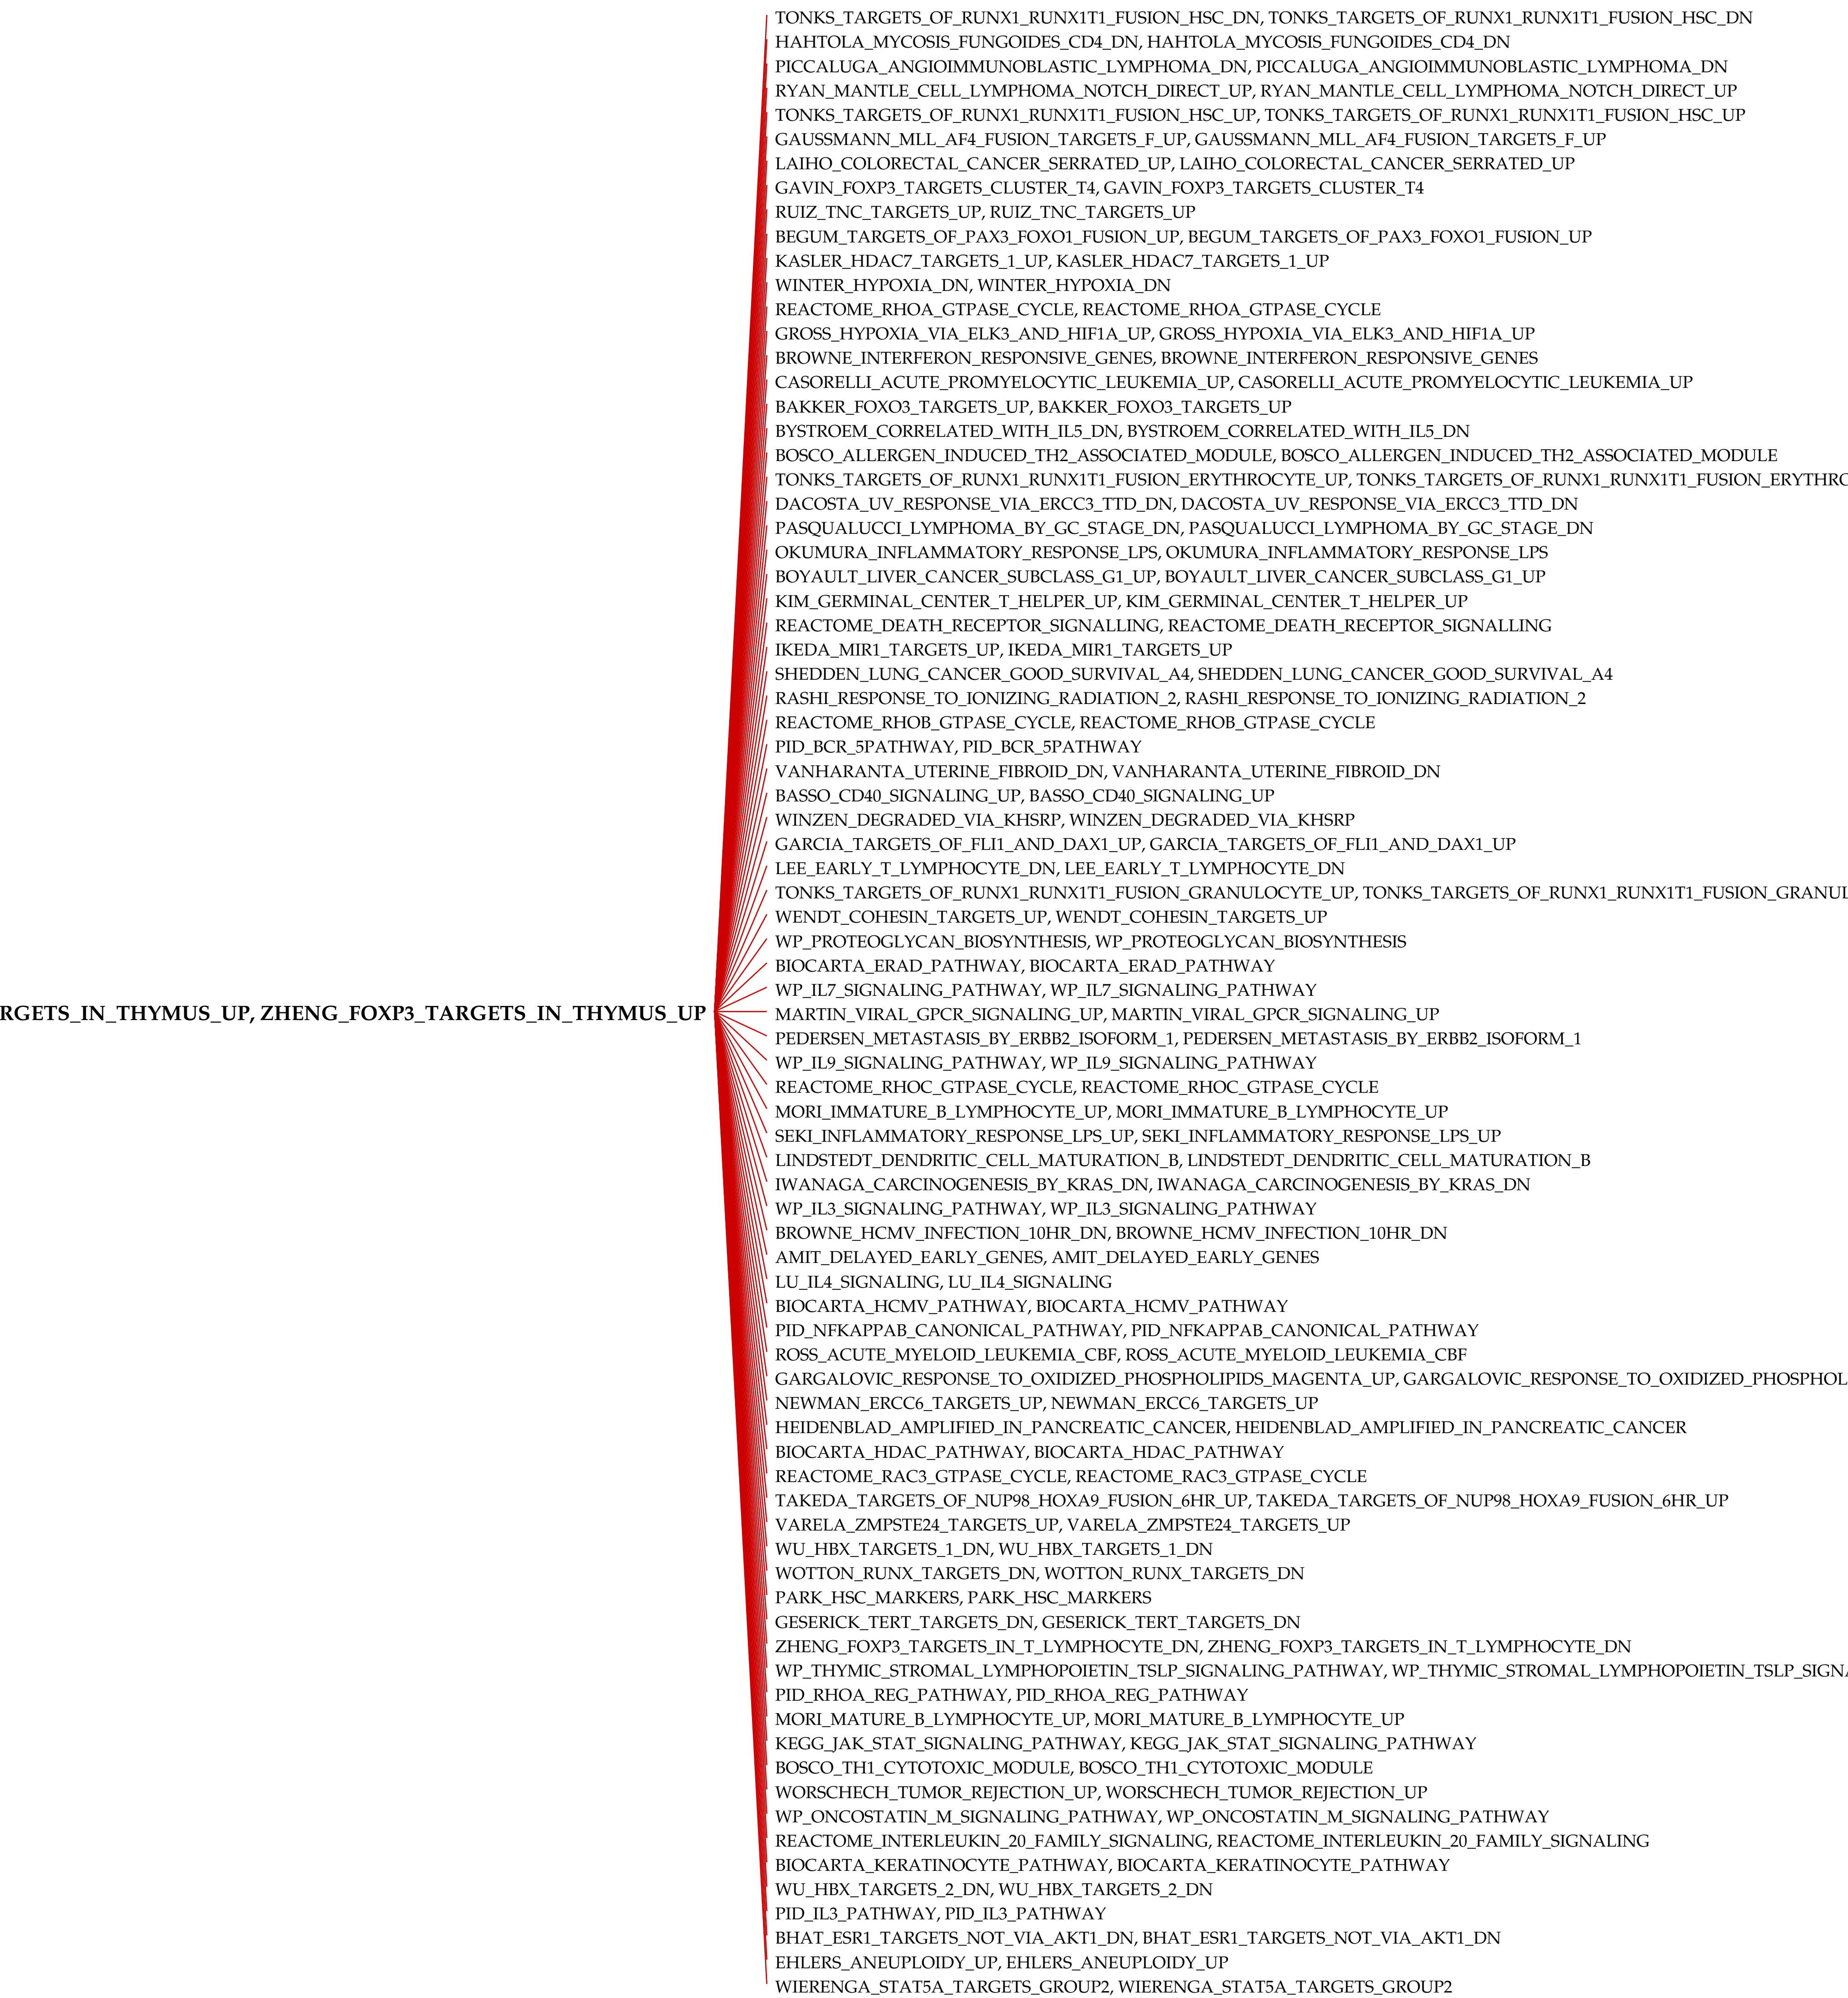 TONKS_TARGETS_OF_RUNX1_RUNX1T1_FUSION_HSC_DN, TONKS_TARGETS_OF_RUNX1_RUNX1T1_FUSION_HSC_DN
HAHTOLA_MYCOSIS_FUNGOIDES_CD4_DN, HAHTOLA_MYCOSIS_FUNGOIDES_CD4_DN
PICCALUGA_ANGIOIMMUNOBLASTIC_LYMPHOMA_DN, PICCALUGA_ANGIOIMMUNOBLASTIC_LYMPHOMA_DN
RYAN_MANTLE_CELL_LYMPHOMA_NOTCH_DIRECT_UP, RYAN_MANTLE_CELL_LYMPHOMA_NOTCH_DIRECT_UP
TONKS_TARGETS_OF_RUNX1_RUNX1T1_FUSION_HSC_UP, TONKS_TARGETS_OF_RUNX1_RUNX1T1_FUSION_HSC_UP
GAUSSMANN_MLL_AF4_FUSION_TARGETS_F_UP, GAUSSMANN_MLL_AF4_FUSION_TARGETS_F_UP
LAIHO_COLORECTAL_CANCER_SERRATED_UP, LAIHO_COLORECTAL_CANCER_SERRATED_UP
GAVIN_FOXP3_TARGETS_CLUSTER_T4, GAVIN_FOXP3_TARGETS_CLUSTER_T4
RUIZ_TNC_TARGETS_UP, RUIZ_TNC_TARGETS_UP
BEGUM_TARGETS_OF_PAX3_FOXO1_FUSION_UP, BEGUM_TARGETS_OF_PAX3_FOXO1_FUSION_UP
KASLER_HDAC7_TARGETS_1_UP, KASLER_HDAC7_TARGETS_1_UP
WINTER_HYPOXIA_DN, WINTER_HYPOXIA_DN
REACTOME_RHOA_GTPASE_CYCLE, REACTOME_RHOA_GTPASE_CYCLE
GROSS_HYPOXIA_VIA_ELK3_AND_HIF1A_UP, GROSS_HYPOXIA_VIA_ELK3_AND_HIF1A_UP
BROWNE_INTERFERON_RESPONSIVE_GENES, BROWNE_INTERFERON_RESPONSIVE_GENES
CASORELLI_ACUTE_PROMYELOCYTIC_LEUKEMIA_UP, CASORELLI_ACUTE_PROMYELOCYTIC_LEUKEMIA_UP
BAKKER_FOXO3_TARGETS_UP, BAKKER_FOXO3_TARGETS_UP
BYSTROEM_CORRELATED_WITH_IL5_DN, BYSTROEM_CORRELATED_WITH_IL5_DN
BOSCO_ALLERGEN_INDUCED_TH2_ASSOCIATED_MODULE, BOSCO_ALLERGEN_INDUCED_TH2_ASSOCIATED_MODULE
TONKS_TARGETS_OF_RUNX1_RUNX1T1_FUSION_ERYTHROCYTE_UP, TONKS_TARGETS_OF_RUNX1_RUNX1T1_FUSION_ERYTHRO
DACOSTA_UV_RESPONSE_VIA_ERCC3_TTD_DN, DACOSTA_UV_RESPONSE_VIA_ERCC3_TTD_DN
PASQUALUCCI_LYMPHOMA_BY_GC_STAGE_DN, PASQUALUCCI_LYMPHOMA_BY_GC_STAGE_DN
OKUMURA_INFLAMMATORY_RESPONSE_LPS, OKUMURA_INFLAMMATORY_RESPONSE_LPS
BOYAULT_LIVER_CANCER_SUBCLASS_G1_UP, BOYAULT_LIVER_CANCER_SUBCLASS_G1_UP
KIM_GERMINAL_CENTER_T_HELPER_UP, KIM_GERMINAL_CENTER_T_HELPER_UP
REACTOME_DEATH_RECEPTOR_SIGNALLING, REACTOME_DEATH_RECEPTOR_SIGNALLING
IKEDA_MIR1_TARGETS_UP, IKEDA_MIR1_TARGETS_UP
SHEDDEN_LUNG_CANCER_GOOD_SURVIVAL_A4, SHEDDEN_LUNG_CANCER_GOOD_SURVIVAL_A4
RASHI_RESPONSE_TO_IONIZING_RADIATION_2, RASHI_RESPONSE_TO_IONIZING_RADIATION_2
REACTOME_RHOB_GTPASE_CYCLE, REACTOME_RHOB_GTPASE_CYCLE
PID_BCR_5PATHWAY, PID_BCR_5PATHWAY
VANHARANTA_UTERINE_FIBROID_DN, VANHARANTA_UTERINE_FIBROID_DN
BASSO_CD40_SIGNALING_UP, BASSO_CD40_SIGNALING_UP
WINZEN_DEGRADED_VIA_KHSRP, WINZEN_DEGRADED_VIA_KHSRP
GARCIA_TARGETS_OF_FLI1_AND_DAX1_UP, GARCIA_TARGETS_OF_FLI1_AND_DAX1_UP
LEE_EARLY_T_LYMPHOCYTE_DN, LEE_EARLY_T_LYMPHOCYTE_DN
TONKS_TARGETS_OF_RUNX1_RUNX1T1_FUSION_GRANULOCYTE_UP, TONKS_TARGETS_OF_RUNX1_RUNX1T1_FUSION_GRANUL
WENDT_COHESIN_TARGETS_UP, WENDT_COHESIN_TARGETS_UP
WP_PROTEOGLYCAN_BIOSYNTHESIS, WP_PROTEOGLYCAN_BIOSYNTHESIS
BIOCARTA_ERAD_PATHWAY, BIOCARTA_ERAD_PATHWAY
WP_IL7_SIGNALING_PATHWAY, WP_IL7_SIGNALING_PATHWAY
RGETS_IN_THYMUS_UP, ZHENG_FOXP3_TARGETS_IN_THYMUS_UP
MARTIN_VIRAL_GPCR_SIGNALING_UP, MARTIN_VIRAL_GPCR_SIGNALING_UP
PEDERSEN_METASTASIS_BY_ERBB2_ISOFORM_1, PEDERSEN_METASTASIS_BY_ERBB2_ISOFORM_1
WP_IL9_SIGNALING_PATHWAY, WP_IL9_SIGNALING_PATHWAY
REACTOME_RHOC_GTPASE_CYCLE, REACTOME_RHOC_GTPASE_CYCLE
MORI_IMMATURE_B_LYMPHOCYTE_UP, MORI_IMMATURE_B_LYMPHOCYTE_UP
SEKI_INFLAMMATORY_RESPONSE_LPS_UP, SEKI_INFLAMMATORY_RESPONSE_LPS_UP
LINDSTEDT_DENDRITIC_CELL_MATURATION_B, LINDSTEDT_DENDRITIC_CELL_MATURATION_B
IWANAGA_CARCINOGENESIS_BY_KRAS_DN, IWANAGA_CARCINOGENESIS_BY_KRAS_DN
WP_IL3_SIGNALING_PATHWAY, WP_IL3_SIGNALING_PATHWAY
BROWNE_HCMV_INFECTION_10HR_DN, BROWNE_HCMV_INFECTION_10HR_DN
AMIT_DELAYED_EARLY_GENES, AMIT_DELAYED_EARLY_GENES
LU_IL4_SIGNALING, LU_IL4_SIGNALING
BIOCARTA_HCMV_PATHWAY, BIOCARTA_HCMV_PATHWAY
PID_NFKAPPAB_CANONICAL_PATHWAY, PID_NFKAPPAB_CANONICAL_PATHWAY
ROSS_ACUTE_MYELOID_LEUKEMIA_CBF, ROSS_ACUTE_MYELOID_LEUKEMIA_CBF
GARGALOVIC_RESPONSE_TO_OXIDIZED_PHOSPHOLIPIDS_MAGENTA_UP, GARGALOVIC_RESPONSE_TO_OXIDIZED_PHOSPHOL
NEWMAN_ERCC6_TARGETS_UP, NEWMAN_ERCC6_TARGETS_UP
HEIDENBLAD_AMPLIFIED_IN_PANCREATIC_CANCER, HEIDENBLAD_AMPLIFIED_IN_PANCREATIC_CANCER
BIOCARTA_HDAC_PATHWAY, BIOCARTA_HDAC_PATHWAY
REACTOME_RAC3_GTPASE_CYCLE, REACTOME_RAC3_GTPASE_CYCLE
TAKEDA_TARGETS_OF_NUP98_HOXA9_FUSION_6HR_UP, TAKEDA_TARGETS_OF_NUP98_HOXA9_FUSION_6HR_UP
VARELA_ZMPSTE24_TARGETS_UP, VARELA_ZMPSTE24_TARGETS_UP
WU_HBX_TARGETS_1_DN, WU_HBX_TARGETS_1_DN
WOTTON_RUNX_TARGETS_DN, WOTTON_RUNX_TARGETS_DN
PARK_HSC_MARKERS, PARK_HSC_MARKERS
GESERICK_TERT_TARGETS_DN, GESERICK_TERT_TARGETS_DN
ZHENG_FOXP3_TARGETS_IN_T_LYMPHOCYTE_DN, ZHENG_FOXP3_TARGETS_IN_T_LYMPHOCYTE_DN
WP_THYMIC_STROMAL_LYMPHOPOIETIN_TSLP_SIGNALING_PATHWAY, WP_THYMIC_STROMAL_LYMPHOPOIETIN_TSLP_SIGNA
PID_RHOA_REG_PATHWAY, PID_RHOA_REG_PATHWAY
MORI_MATURE_B_LYMPHOCYTE_UP, MORI_MATURE_B_LYMPHOCYTE_UP
KEGG_JAK_STAT_SIGNALING_PATHWAY, KEGG_JAK_STAT_SIGNALING_PATHWAY
BOSCO_TH1_CYTOTOXIC_MODULE, BOSCO_TH1_CYTOTOXIC_MODULE
WORSCHECH_TUMOR_REJECTION_UP, WORSCHECH_TUMOR_REJECTION_UP
WP_ONCOSTATIN_M_SIGNALING_PATHWAY, WP_ONCOSTATIN_M_SIGNALING_PATHWAY
REACTOME_INTERLEUKIN_20_FAMILY_SIGNALING, REACTOME_INTERLEUKIN_20_FAMILY_SIGNALING
BIOCARTA_KERATINOCYTE_PATHWAY, BIOCARTA_KERATINOCYTE_PATHWAY
WU_HBX_TARGETS_2_DN, WU_HBX_TARGETS_2_DN
PID_IL3_PATHWAY, PID_IL3_PATHWAY
BHAT_ESR1_TARGETS_NOT_VIA_AKT1_DN, BHAT_ESR1_TARGETS_NOT_VIA_AKT1_DN
EHLERS_ANEUPLOIDY_UP, EHLERS_ANEUPLOIDY_UP
WIERENGA_STAT5A_TARGETS_GROUP2, WIERENGA_STAT5A_TARGETS_GROUP2